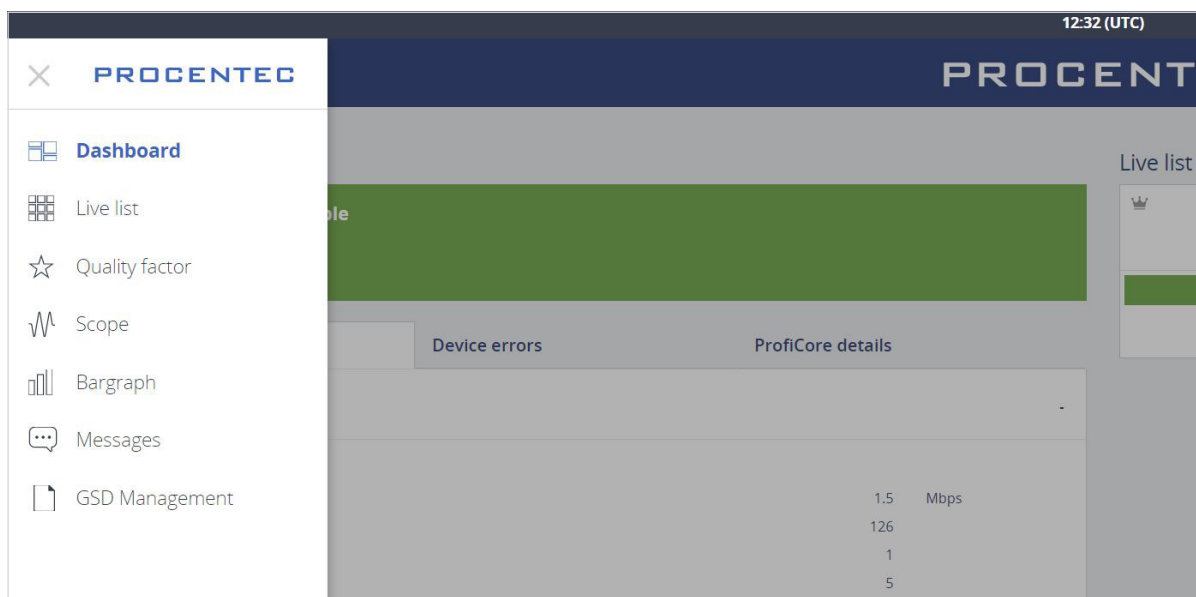 12:32 (UTC)
PROCENTEC
PROCENT
Dashboard
Live list
Live list
ple
Quality factor
Scope
Device errors
ProfiCore details
Bargraph
-
Messages
GSD Management
1.5 Mbps
126
1
5